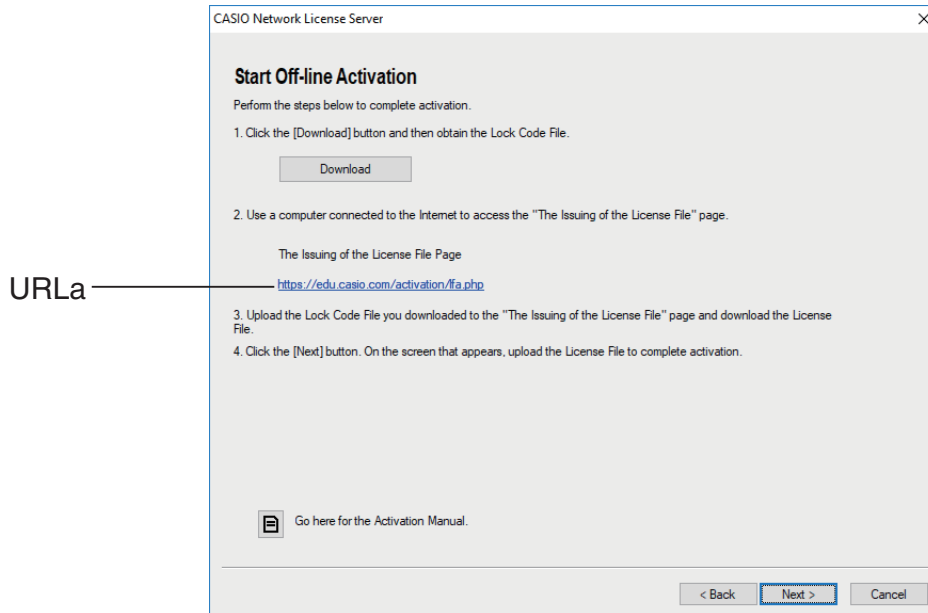 CASIO Network License Server
Start Off-line Activation
Perform the steps below to complete activation.
1. Click the [Download] button and then obtain the Lock Code File.
Download
2. Use a computer connected to the Internet to access the "The Issuing of the License File" page.
The Issuing of the License File Page
URLa
https://edu.casio.com/activation/lfa.php
3. Upload the Lock Code File you downloaded to the "The Issuing of the License File" page and download the License
File.
4. Click the [Next] button. On the screen that appears, upload the License File to complete activation.
Go here for the Activation Manual.
< Back
Next >
Cancel